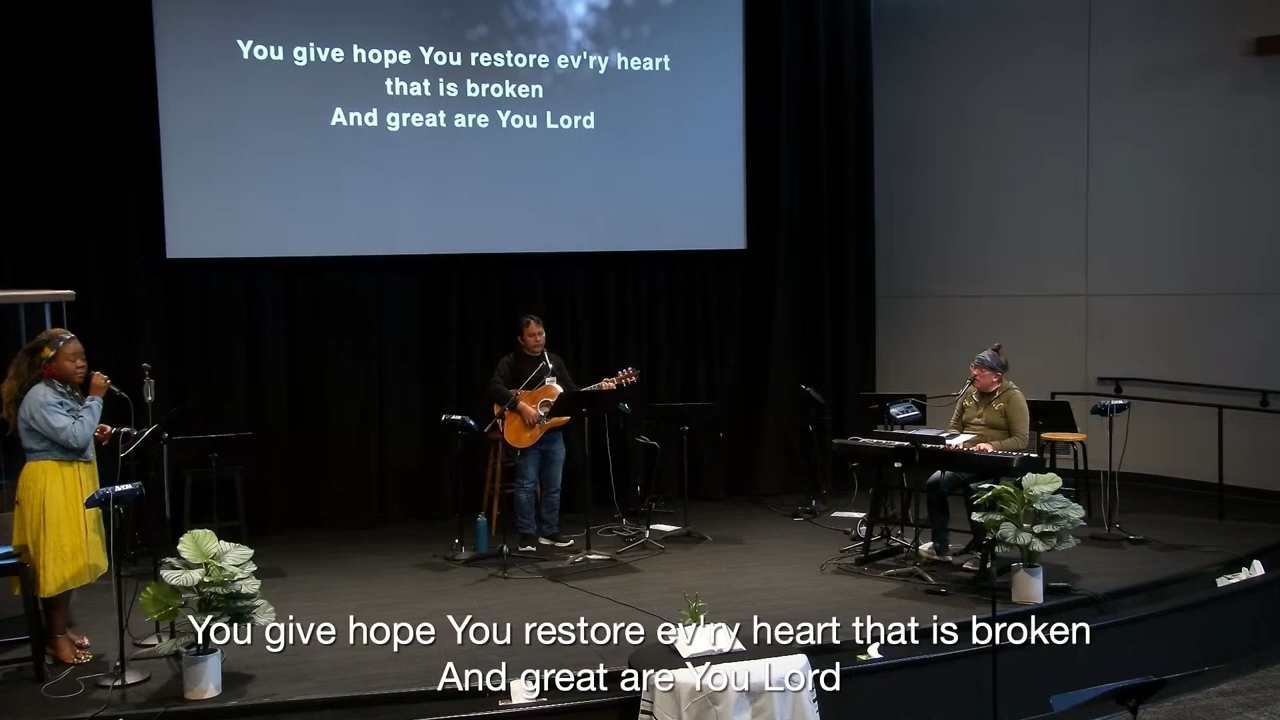 You give hope You restore ev'ry heart
that is broken
And great are You Lord
You give hope You restore ev'ry heart that is broken
And great are You Lord